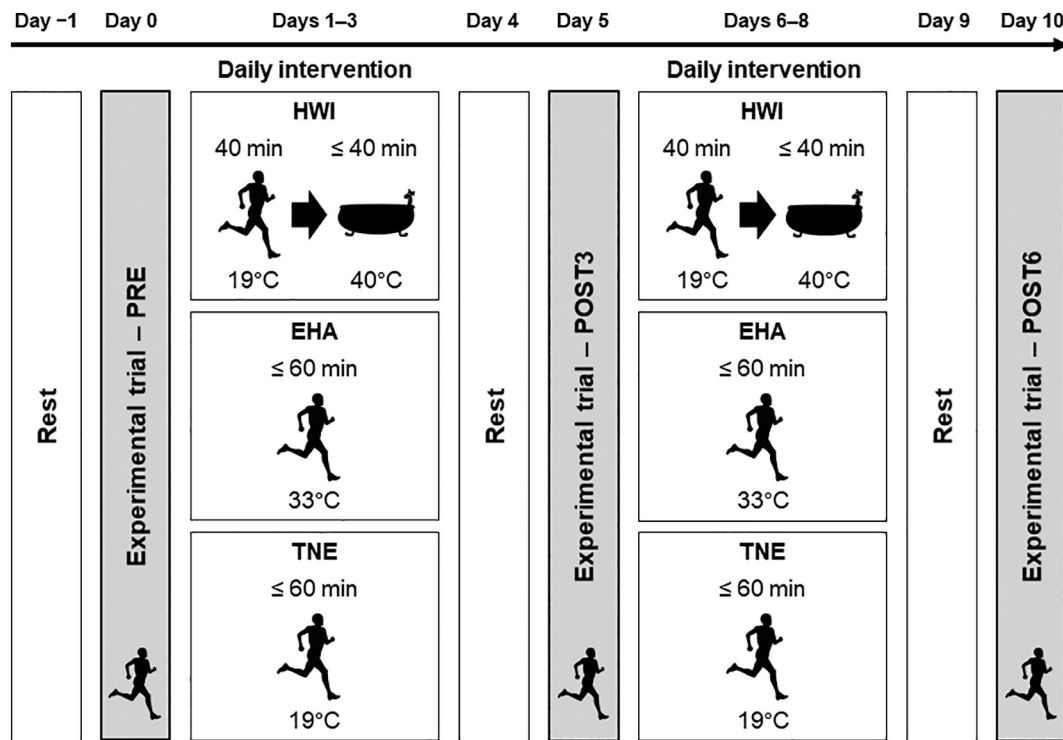 Day −1 Day 0 Days 1–3 Day 4 Day 5 Days 6–8 Day 9 Day 10
Daily intervention Daily intervention
Rest
Experimental trial – PRE
HWI
40 min ≤ 40 min
19°C 40°C
EHA
≤ 60 min
33°C
TNE
≤ 60 min
19°C
Rest
Experimental trial – POST3
HWI
40 min ≤ 40 min
19°C 40°C
EHA
≤ 60 min
33°C
TNE
≤ 60 min
19°C
Rest
Experimental trial – POST6